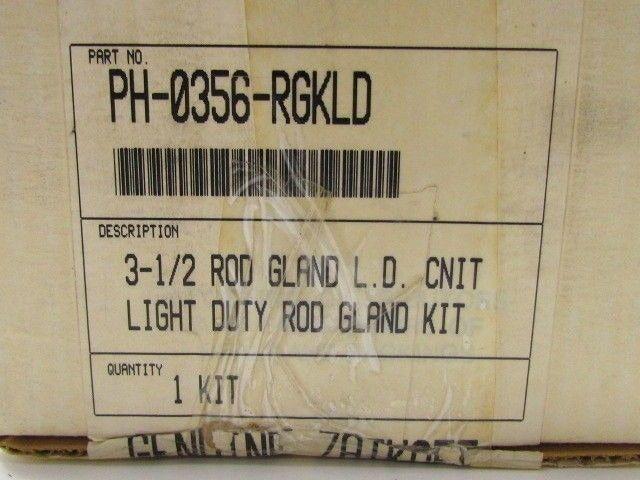 PART NO.
PH-0356-RGKLD
DESCRIPTION
3-1/2 ROD GLAND L.D. CNIT
LIGHT DUTY ROD GLAND KIT
QUANTITY
1 KIT
GENUINE